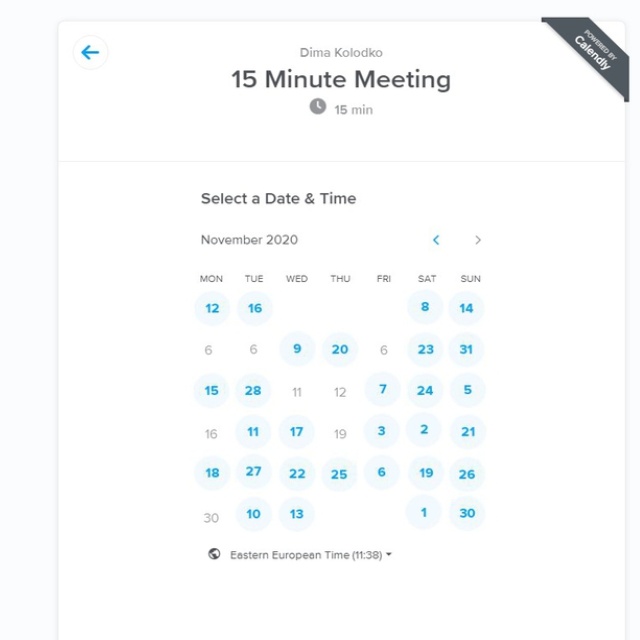 POWERED BY
Calendly
Dima Kolodko
15 Minute Meeting
15 min
Select a Date & Time
November 2020
MON TUE WED THU FRI SAT SUN
12 16 8 14
6 6 9 20 6 23 31
15 28 11 12 7 24 5
16 11 17 19 3 2 21
18 27 22 25 6 19 26
30 10 13 1 30
Eastern European Time (11:38)